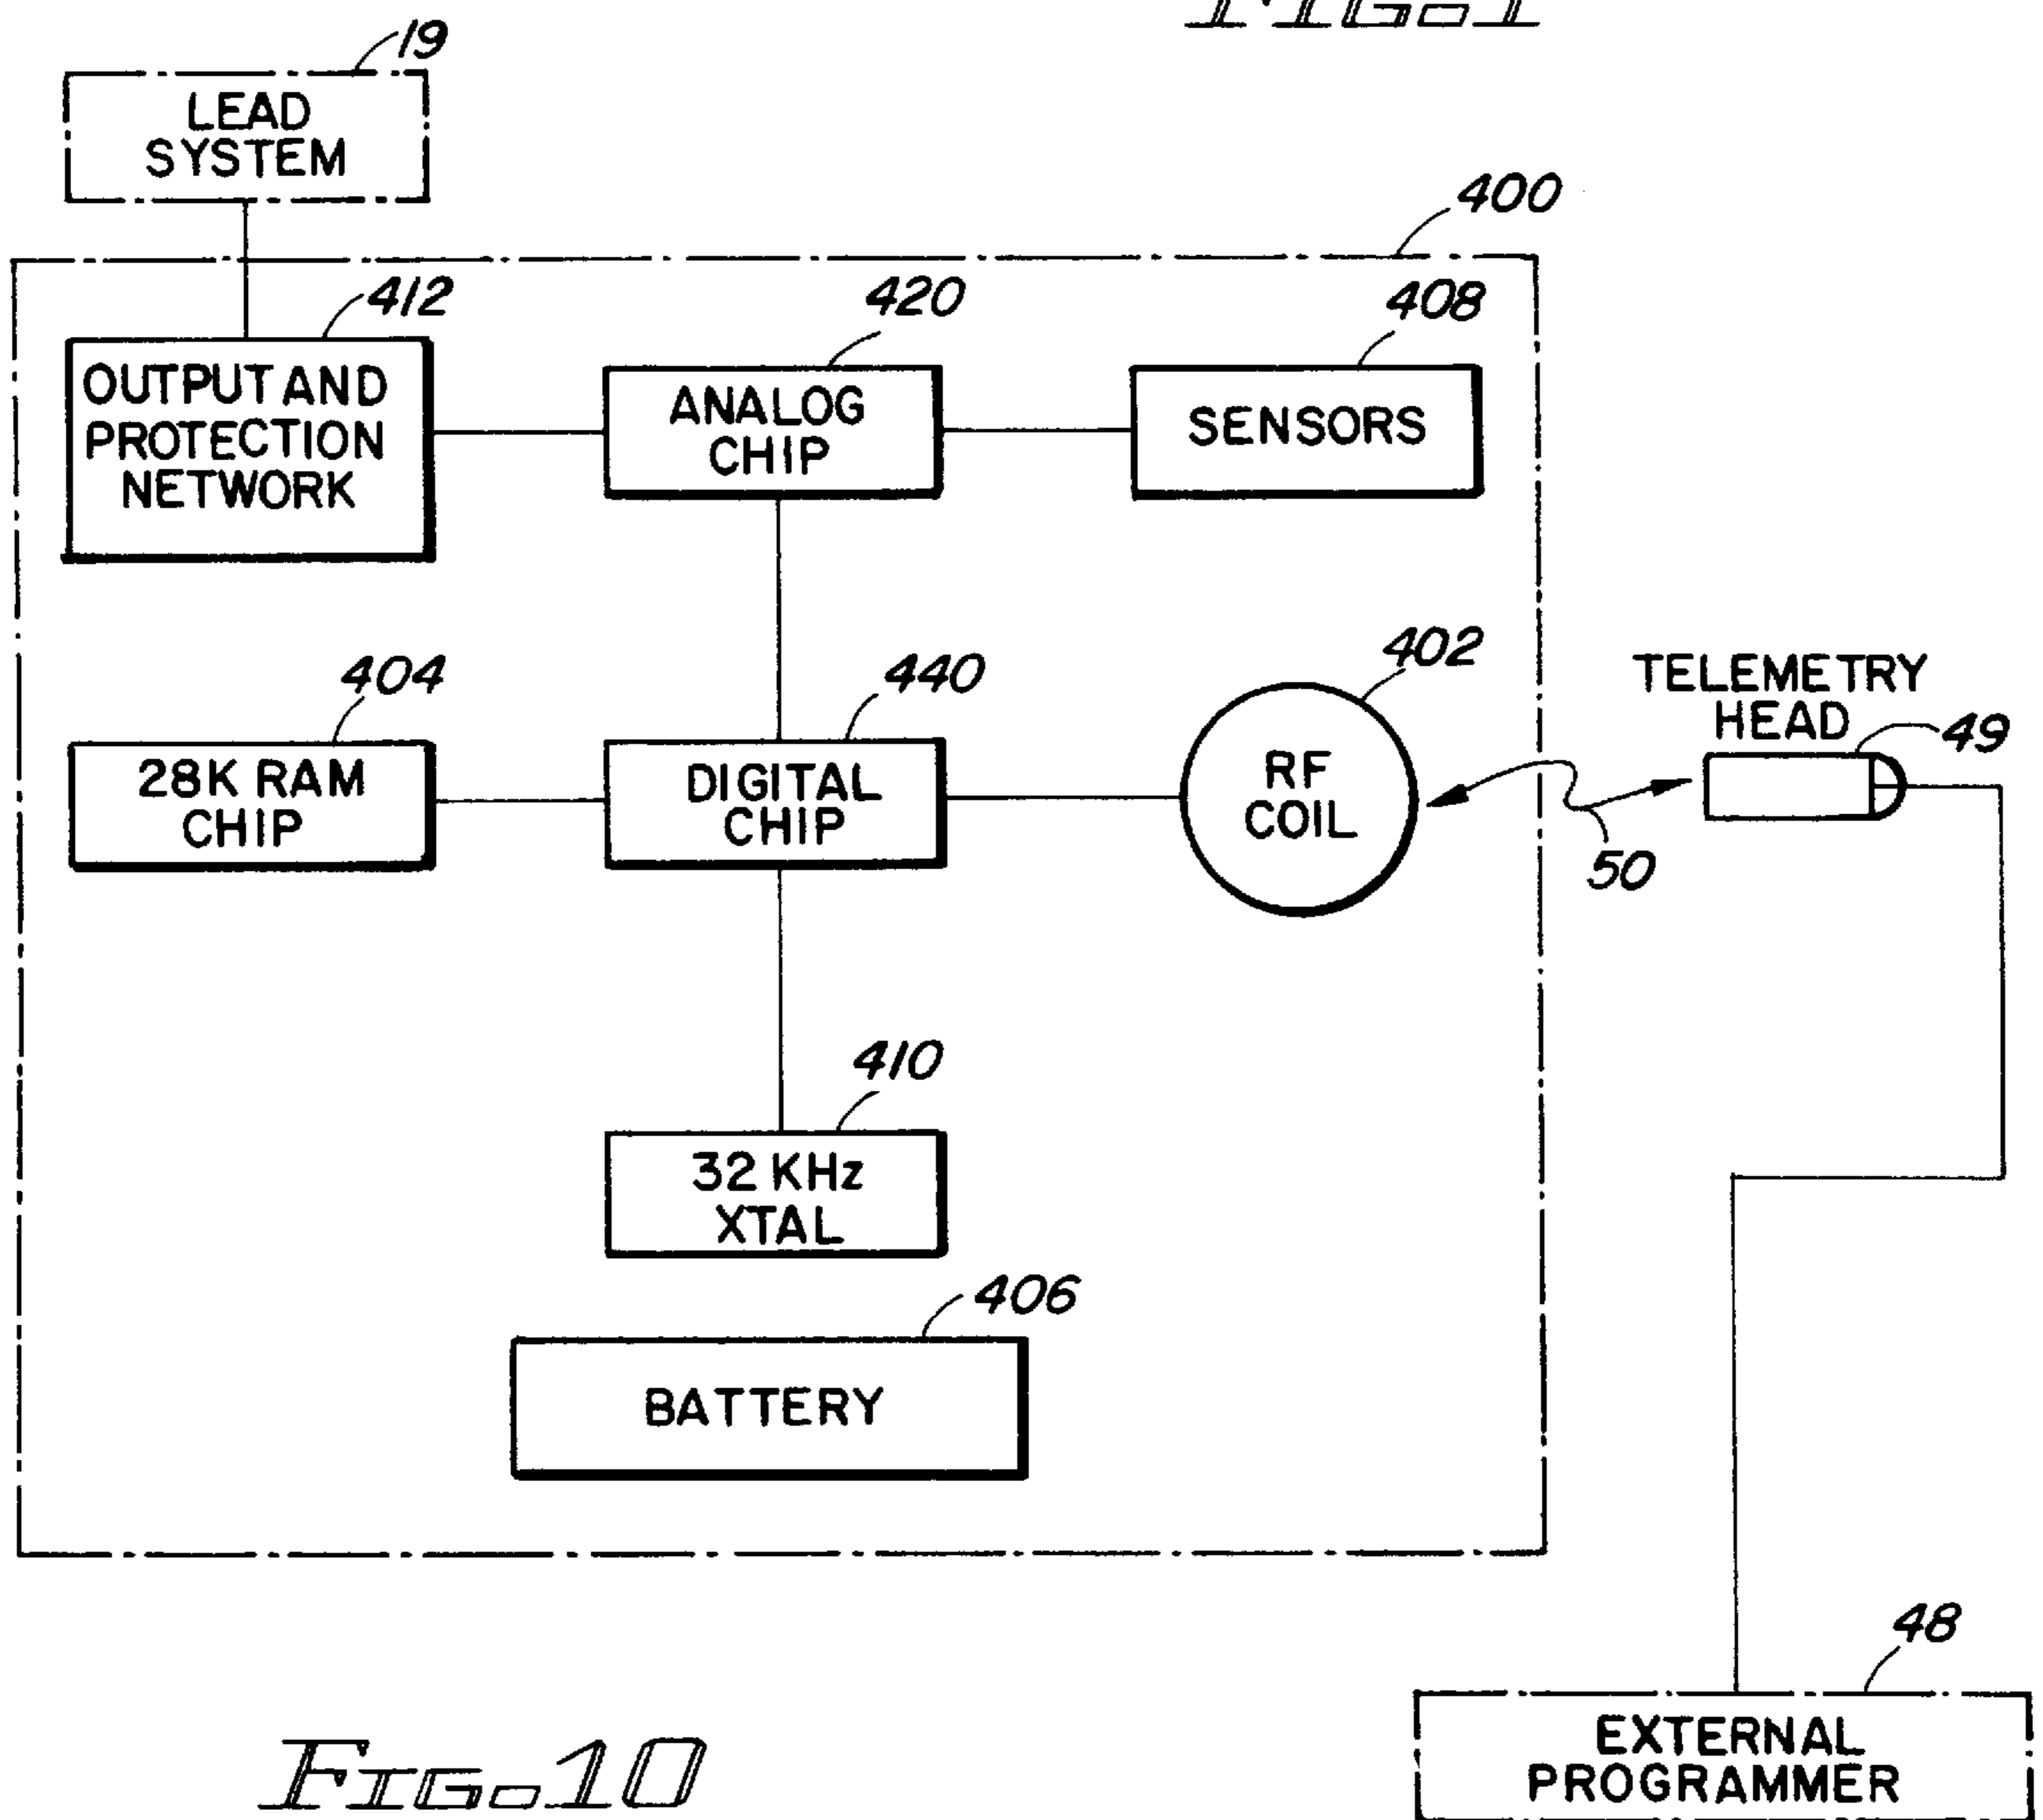 FIG. 1
19
LEAD
SYSTEM
400
412
420
408
OUTPUT AND
PROTECTION
NETWORK
ANALOG
CHIP
SENSORS
404
440
402
TELEMETRY
HEAD
49
28K RAM
CHIP
DIGITAL
CHIP
RF
COIL
50
410
32 KHz
XTAL
406
BATTERY
48
EXTERNAL
PROGRAMMER
FIG. 10